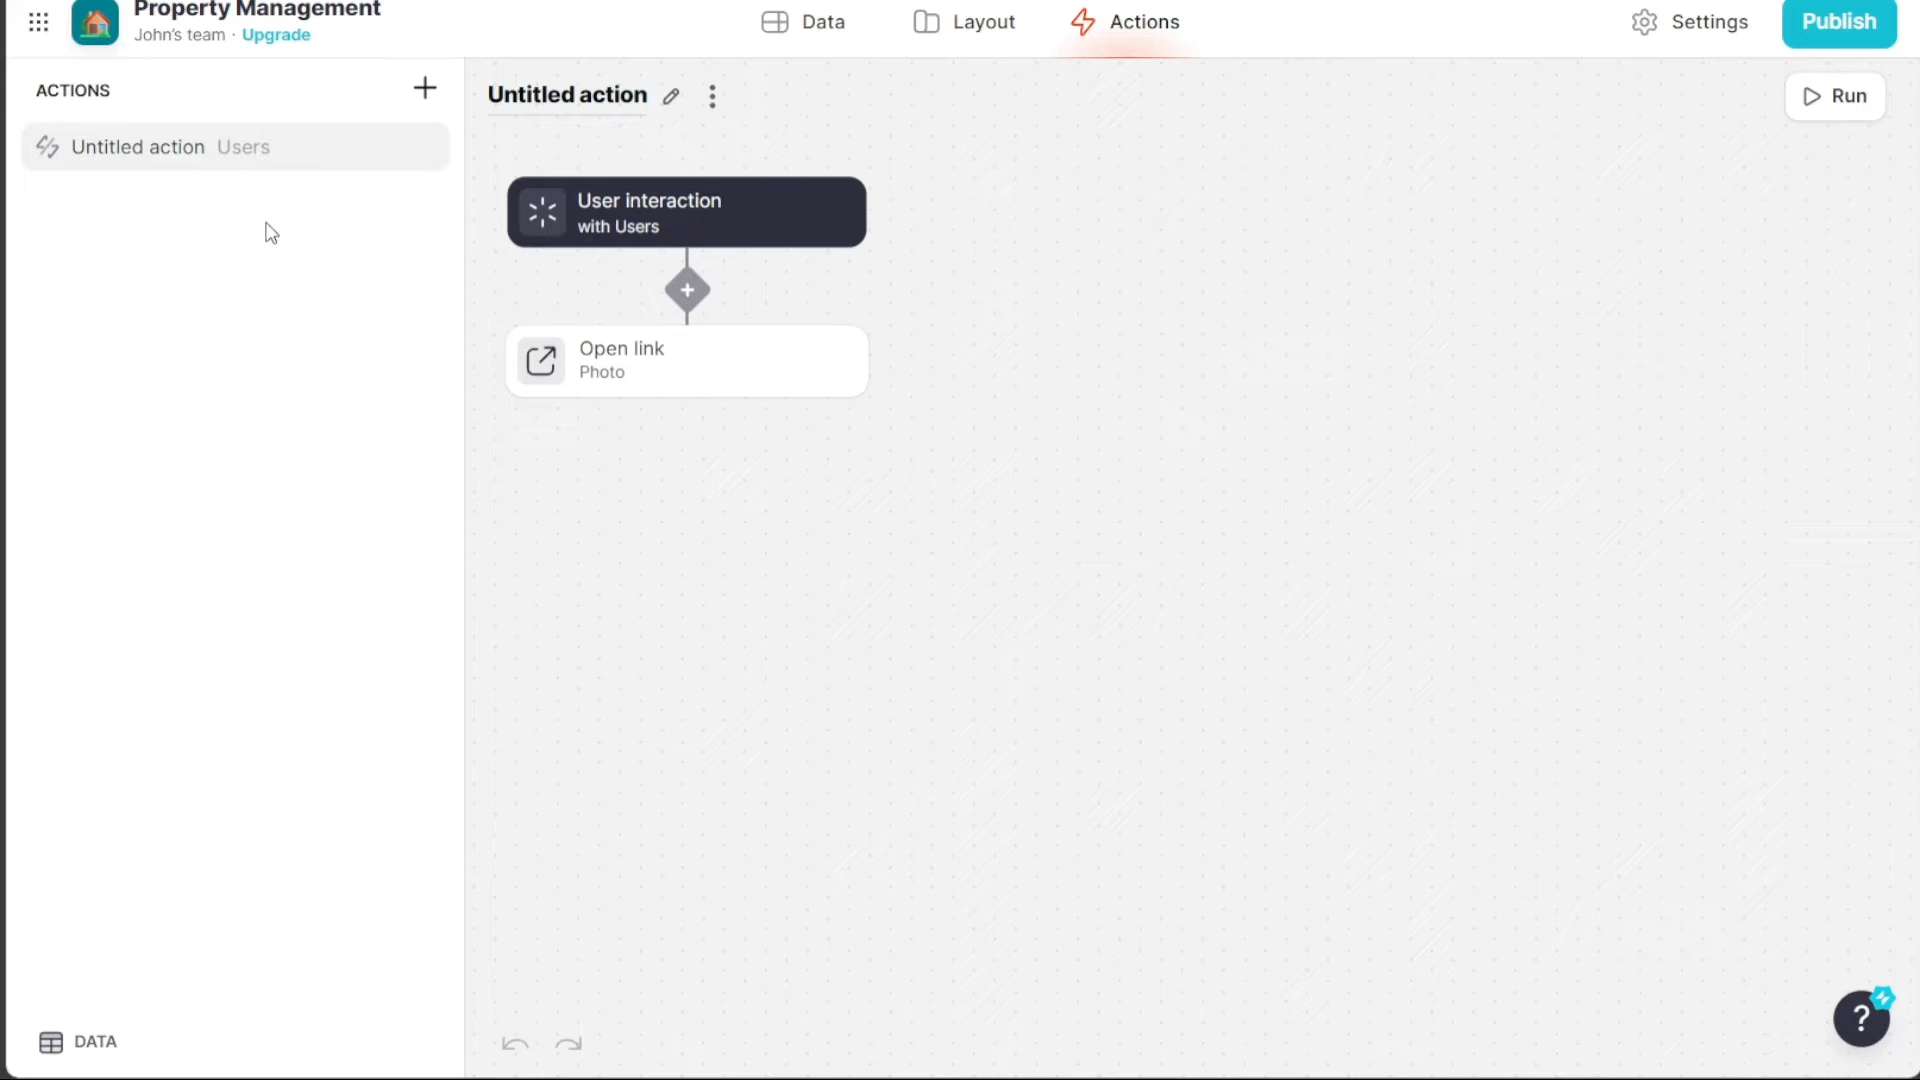 Property Management
John's team · Upgrade
Data
Layout
Actions
Settings
Publish
ACTIONS
Untitled action
Run
Untitled action Users
User interaction
with Users
Open link
Photo
DATA
?